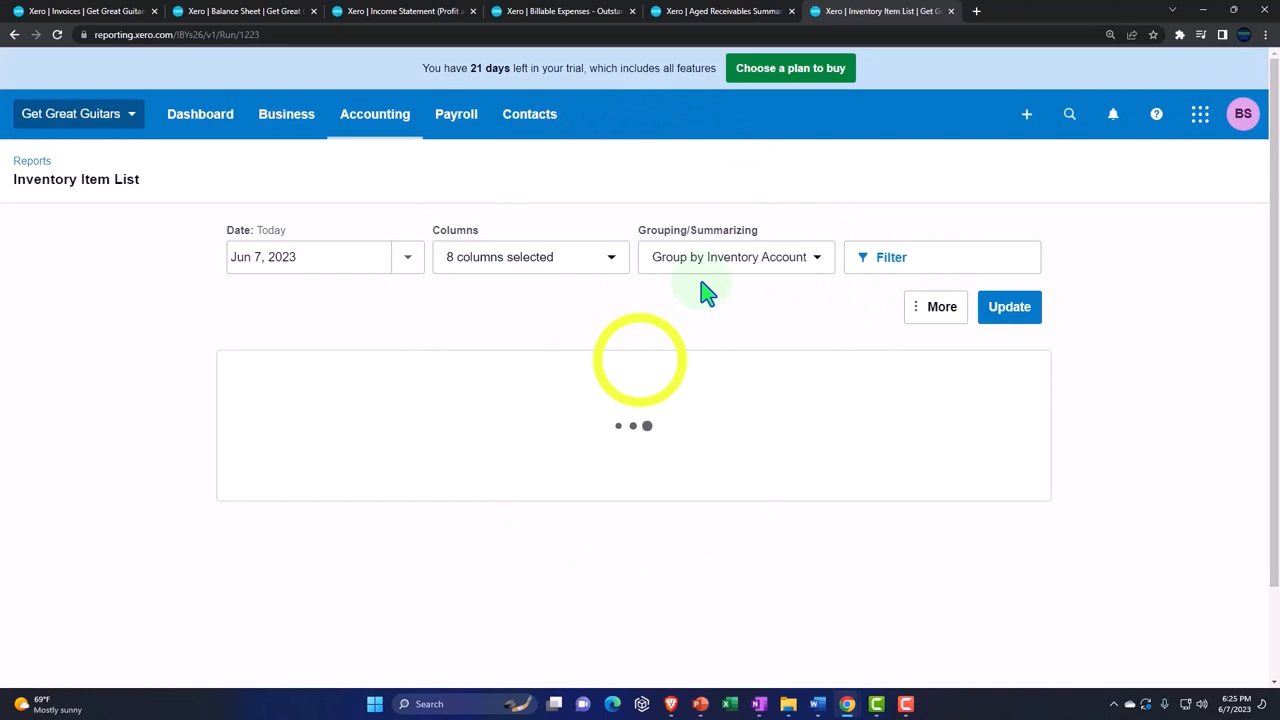 Xero | Invoices | Get Great Guitar
Xero | Balance Sheet | Get Great G
Xero | Income Statement (Profit a
Xero | Billable Expenses - Outstan
Xero | Aged Receivables Summar
Xero | Inventory Item List | Get G
reporting.xero.com/!BYs26/v1/Run/1223
You have 21 days left in your trial, which includes all features
Choose a plan to buy
Get Great Guitars
Dashboard
Business
Accounting
Payroll
Contacts
BS
Reports
Inventory Item List
Date: Today
Columns
Grouping/Summarizing
Jun 7, 2023
8 columns selected
Group by Inventory Account
Filter
More
Update
69°F
Mostly sunny
Search
6:25 PM
6/7/2023